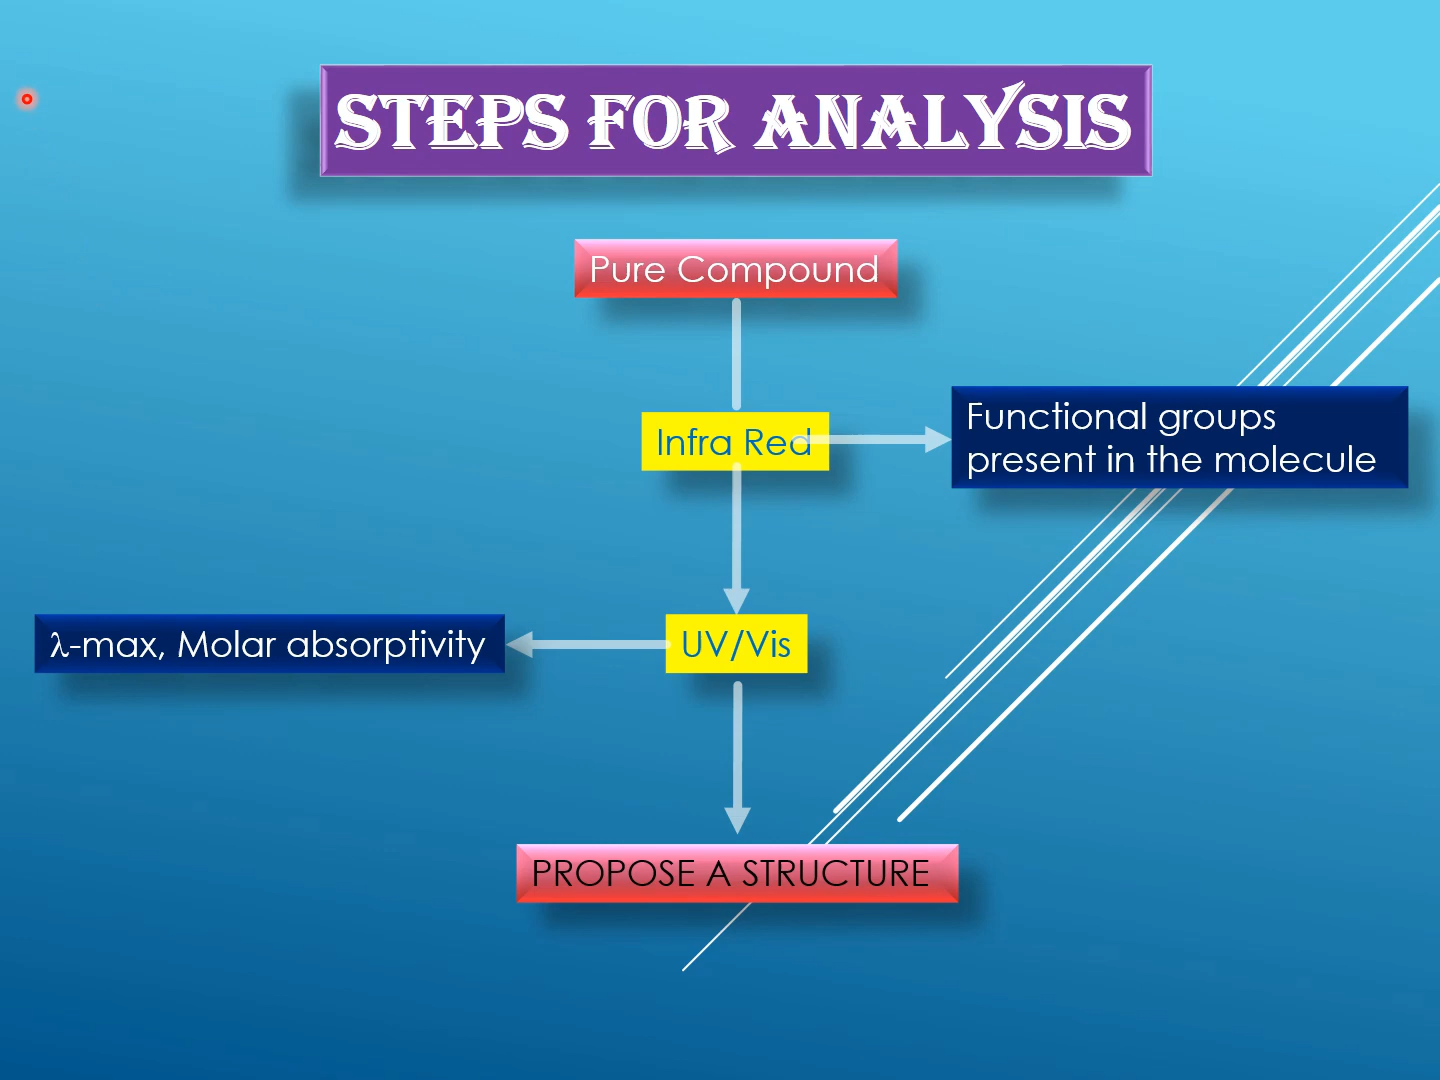 STEPS FOR ANALYSIS
Pure Compound
Infra Red
Functional groups
present in the molecule
λ-max, Molar absorptivity
UV/Vis
PROPOSE A STRUCTURE